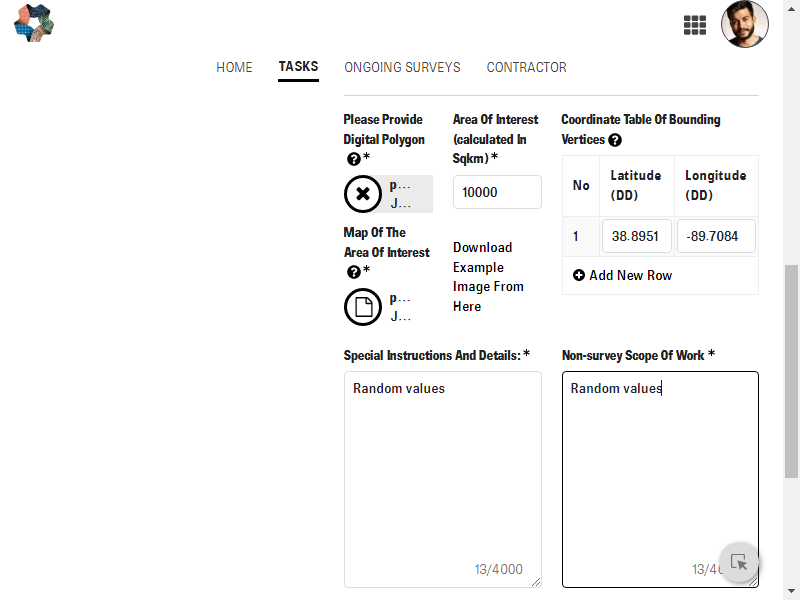 HOME TASKS ONGOING SURVEYS CONTRACTOR
Please Provide
Digital Polygon
*
p...
J...
Area Of Interest
(calculated In
Sqkm) *
10000
Coordinate Table Of Bounding
Vertices
No Latitude (DD) Longitude (DD)
1 38.8951 -89.7084
Add New Row
Map Of The
Area Of Interest
*
p...
J...
Download
Example
Image From
Here
Special Instructions And Details: *
Random values
13/4000
Non-survey Scope Of Work *
Random values